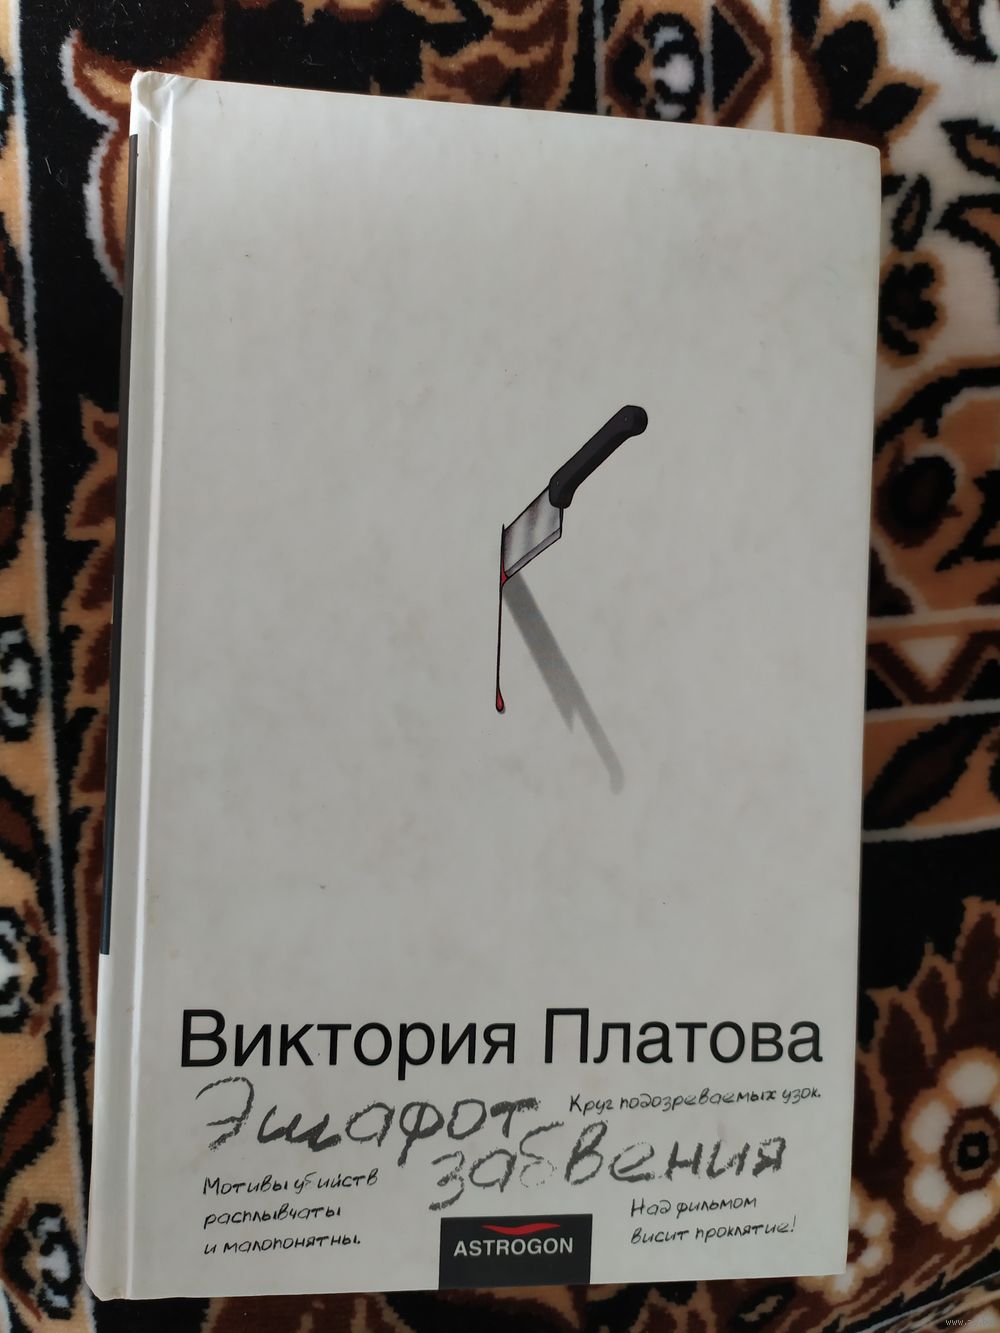 Виктория Платова
Эшафот
забвения
Круг подозреваемых узок.
Мотивы убийств
расплывчаты
и малопонятны.
Над фильмом
висит проклятие!
ASTROGON